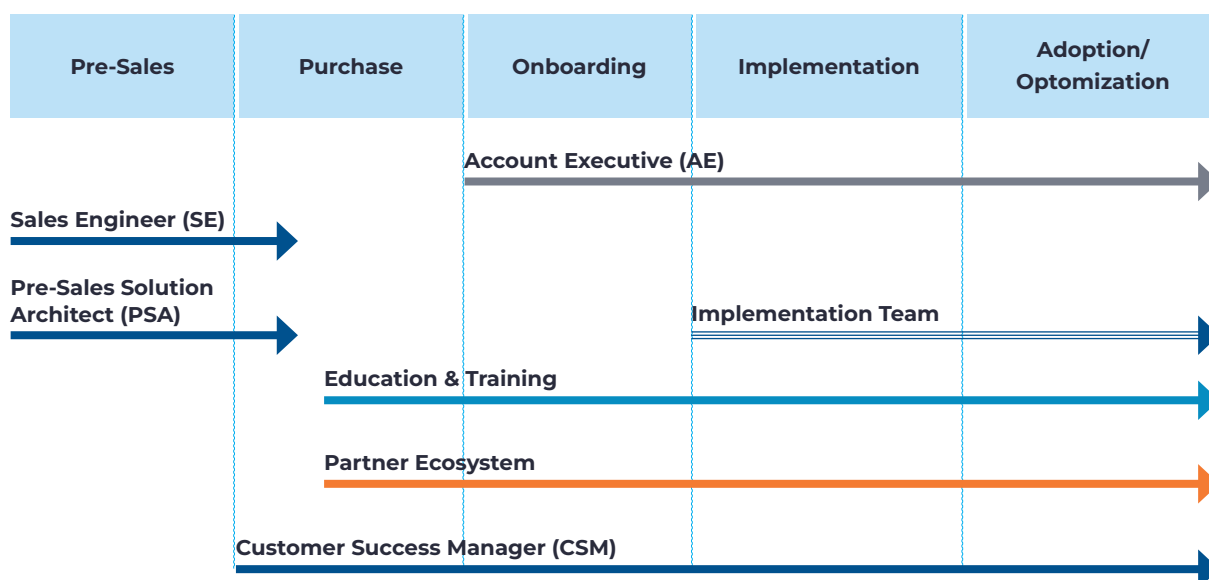 Pre-Sales
Purchase
Onboarding
Implementation
Adoption/
Optomization
Account Executive (AE)
Sales Engineer (SE)
Pre-Sales Solution
Architect (PSA)
Implementation Team
Education & Training
Partner Ecosystem
Customer Success Manager (CSM)